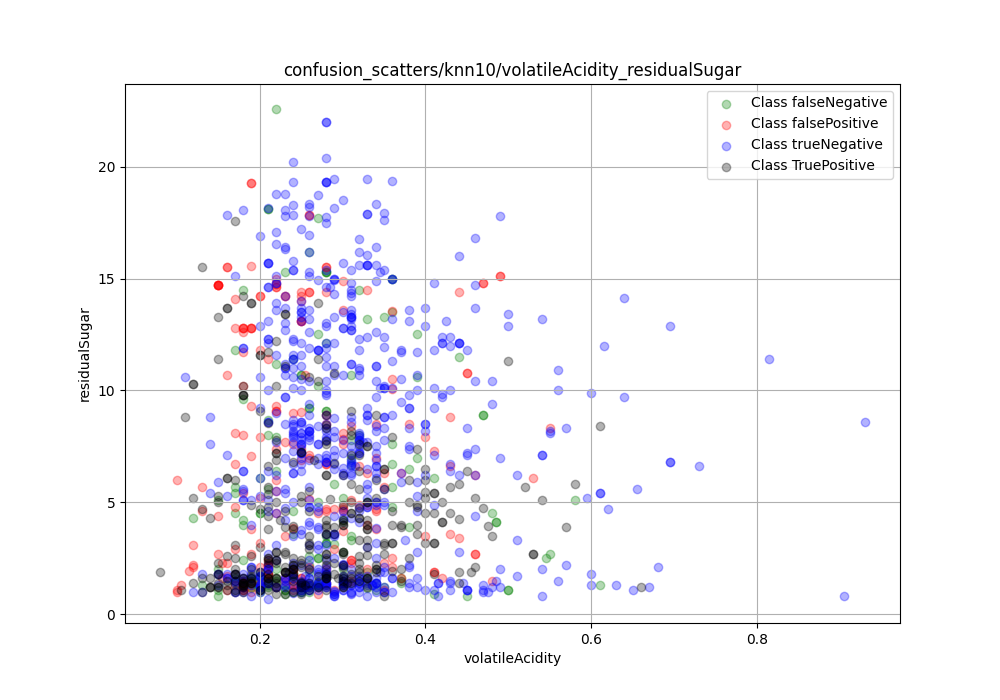 confusion_scatters/knn10/volatileAcidity_residualSugar
Class falseNegative
Class falsePositive
Class trueNegative
Class TruePositive
20
15
10
5
0
residualSugar
0.2
0.4
0.6
0.8
volatileAcidity